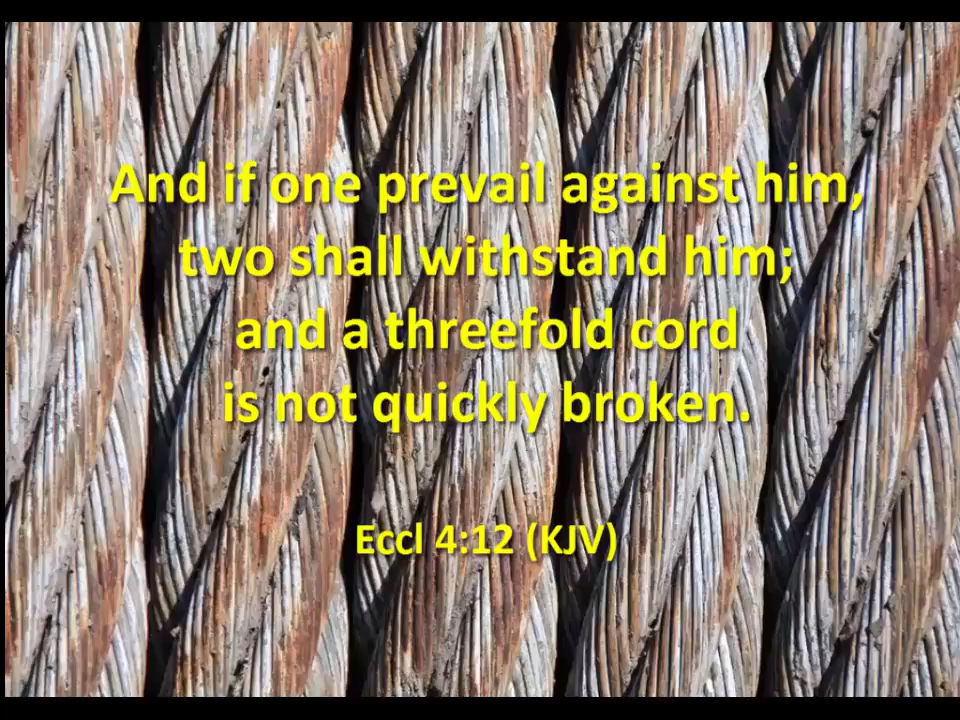 And if one prevail against him,
two shall withstand him;
and a threefold cord
is not quickly broken.
Eccl 4:12 (KJV)